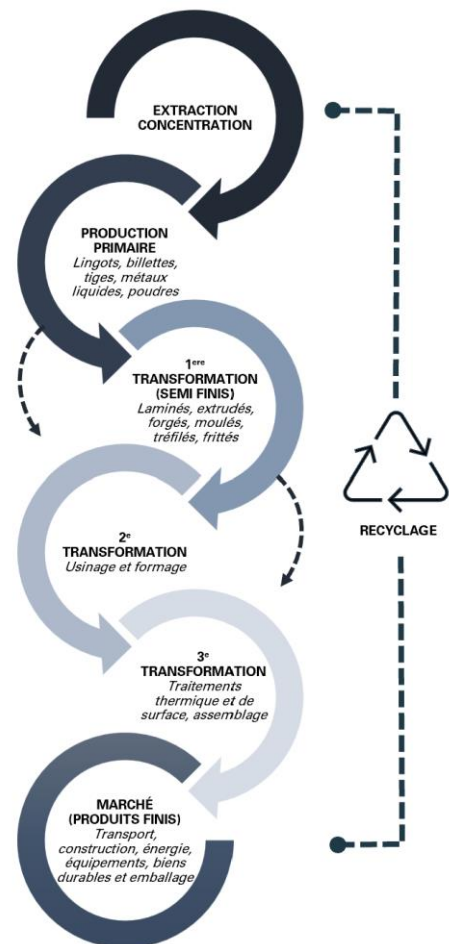 EXTRACTION
CONCENTRATION
PRODUCTION
PRIMAIRE
Lingots, billettes,
tiges, métaux
liquides, poudres
1ere
TRANSFORMATION
(SEMI FINIS)
Laminés, extrudés,
forgés, moulés,
tréfilés, frittés
RECYCLAGE
2e
TRANSFORMATION
Usinage et formage
3e
TRANSFORMATION
Traitements
thermique et de
surface, assemblage
MARCHÉ
(PRODUITS FINIS)
Transport,
construction, énergie,
équipements, biens
durables et emballage